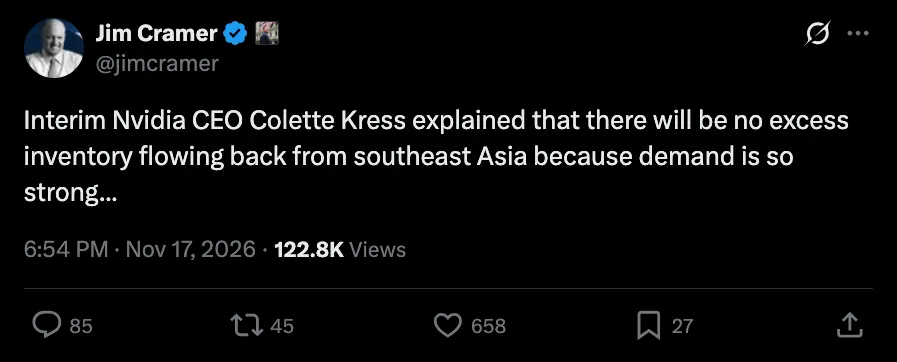 Jim Cramer
@jimcramer
Interim Nvidia CEO Colette Kress explained that there will be no excess
inventory flowing back from southeast Asia because demand is so
strong...
6:54 PM · Nov 17, 2026 · 122.8K Views
85 45 658 27